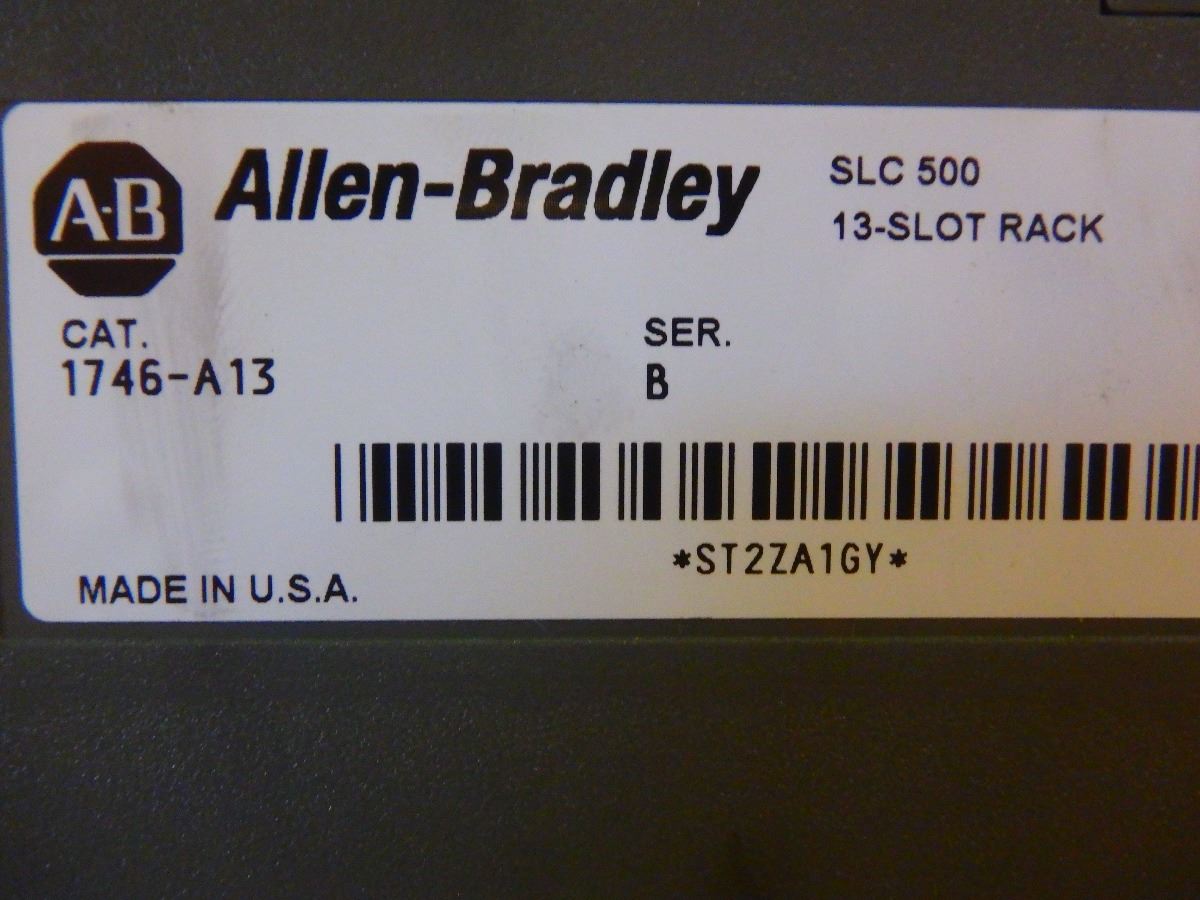 A-B
Allen-Bradley
SLC 500
13-SLOT RACK
CAT.
1746-A13
SER.
B
*ST2ZA1GY*
MADE IN U.S.A.